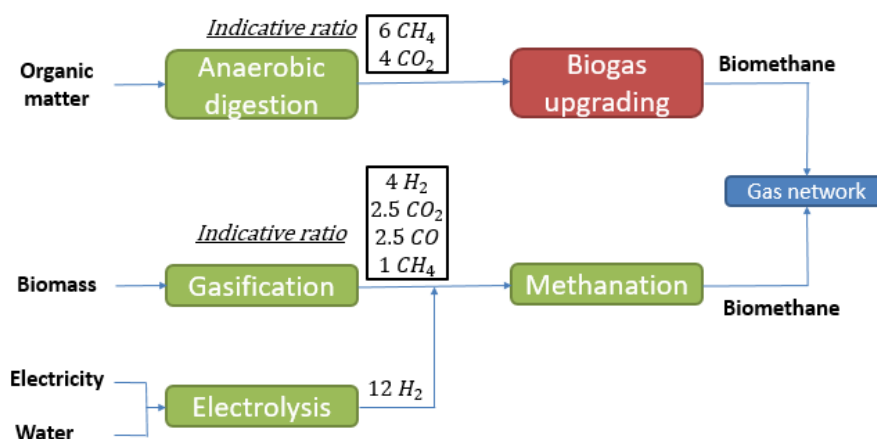 Indicative ratio
6 CH₄
4 CO₂
Organic
matter
Anaerobic
digestion
Biogas
upgrading
Biomethane
Gas network
Indicative ratio
4 H₂
2.5 CO₂
2.5 CO
1 CH₄
Biomass
Gasification
Methanation
Biomethane
Electricity
Water
Electrolysis
12 H₂